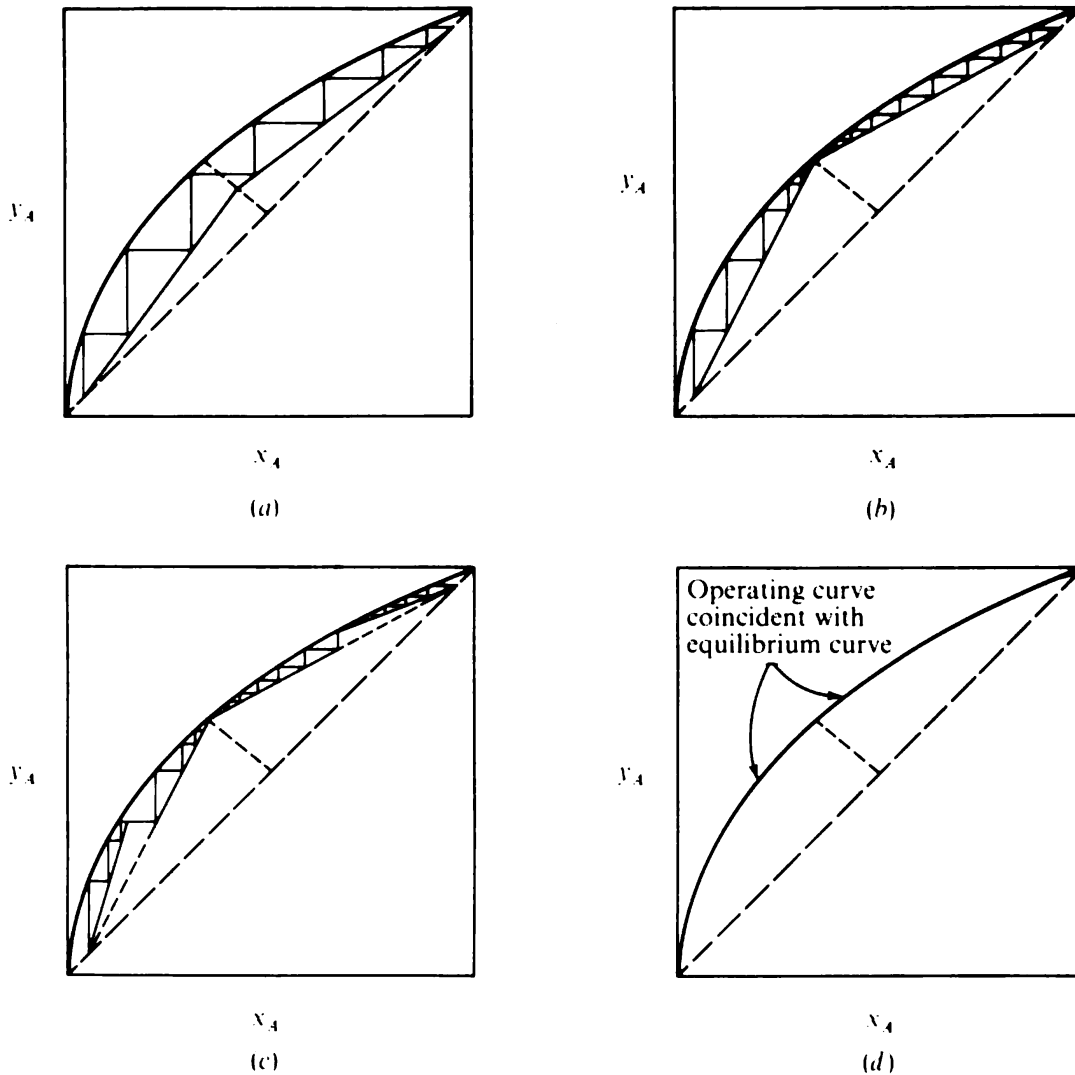 y_A
x_A
(a)
y_A
x_A
(b)
y_A
x_A
(c)
Operating curve
coincident with
equilibrium curve
y_A
x_A
(d)